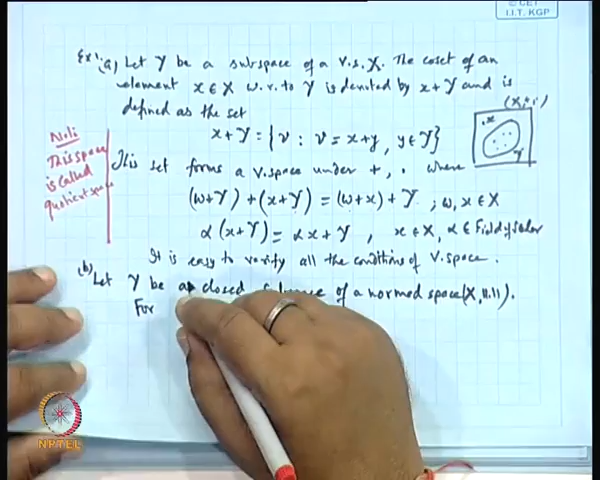 © CET
I.I.T. KGP
Ex1. (a) Let Y be a subspace of a v.s. X. The coset of an
element x ∈ X w.r. to Y is denoted by x+Y and is
defined as the set
(X,+,·)
x+Y = {v : v = x+y, y ∈ Y}
.x
Y
Note
This space
is called
quotient space
This set forms a v.space under +, . where
(w+Y) + (x+Y) = (w+x) + Y ; w, x ∈ X
α(x+Y) = αx + Y , x ∈ X, α ∈ Field of scalar
It is easy to verify all the conditions of V.space.
(b) Let Y be a closed of a normed space (X, ||.||).
For
NPTEL